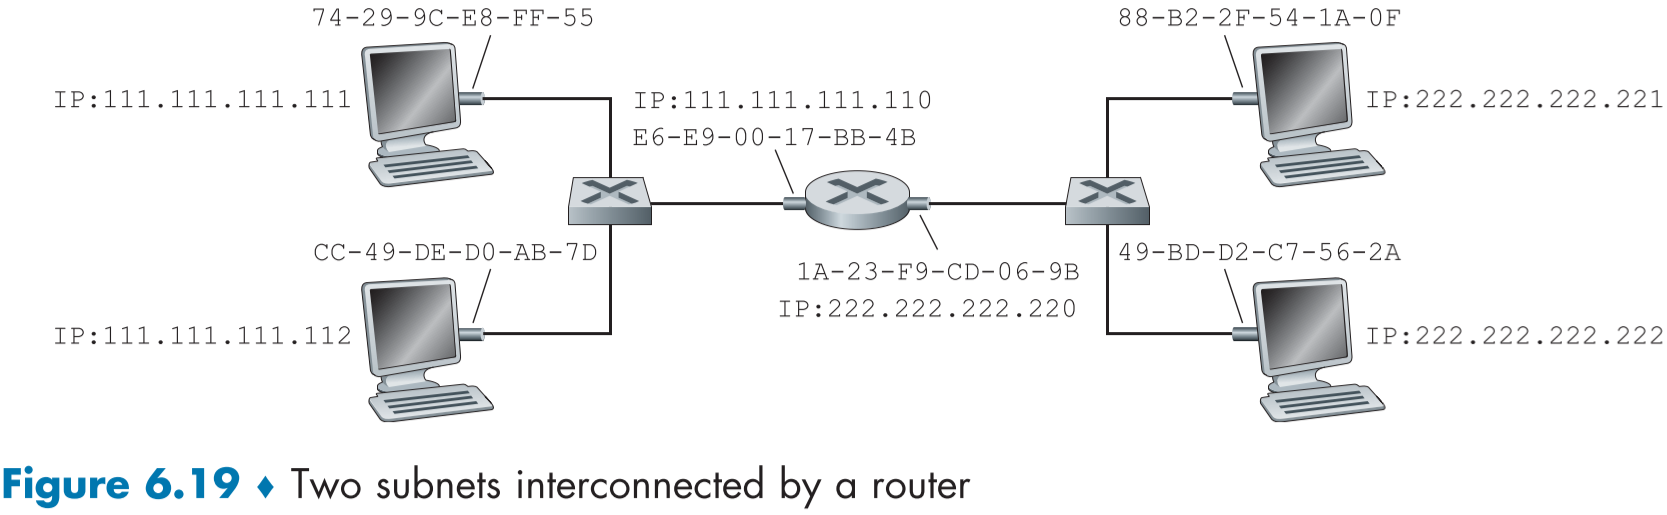 74-29-9C-E8-FF-55
88-B2-2F-54-1A-0F
IP:111.111.111.111
IP:111.111.111.110
E6-E9-00-17-BB-4B
IP:222.222.222.221
CC-49-DE-D0-AB-7D
1A-23-F9-CD-06-9B
IP:222.222.222.220
49-BD-D2-C7-56-2A
IP:111.111.111.112
IP:222.222.222.222
Figure 6.19 ♦ Two subnets interconnected by a router